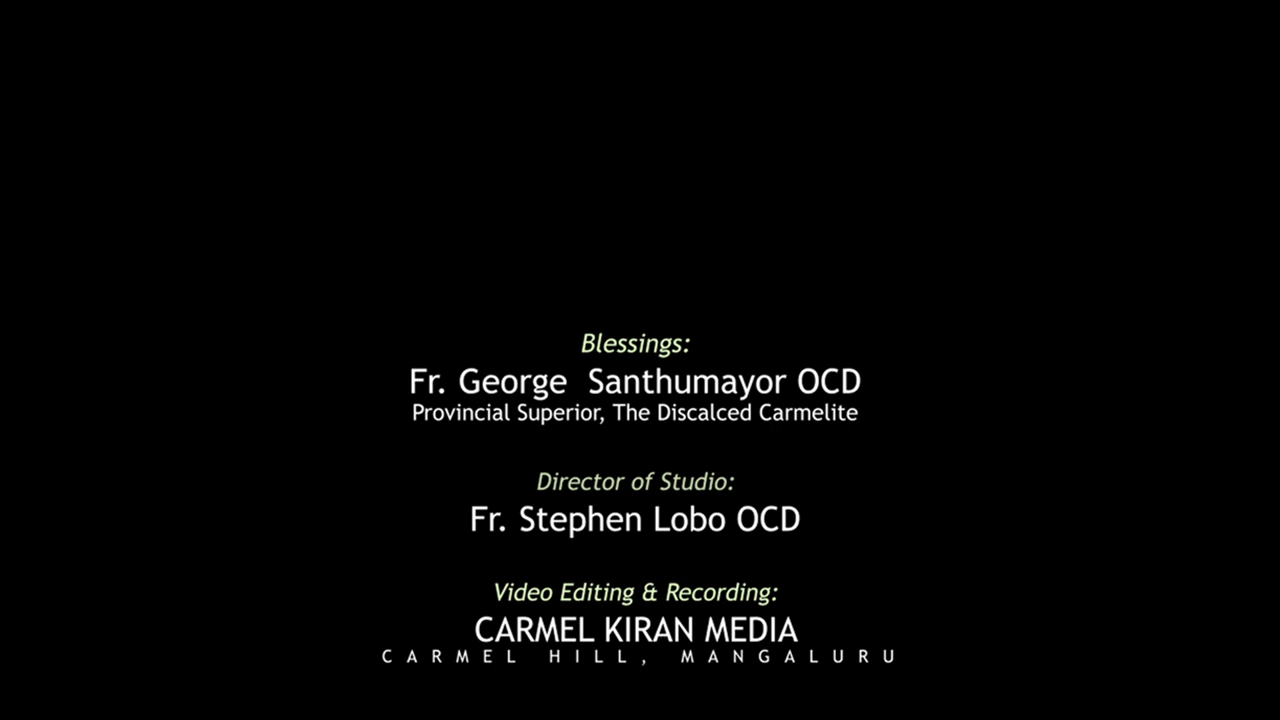 Blessings:
Fr. George Santhumayor OCD
Provincial Superior, The Discalced Carmelite
Director of Studio:
Fr. Stephen Lobo OCD
Video Editing & Recording:
CARMEL KIRAN MEDIA
CARMEL HILL, MANGALURU